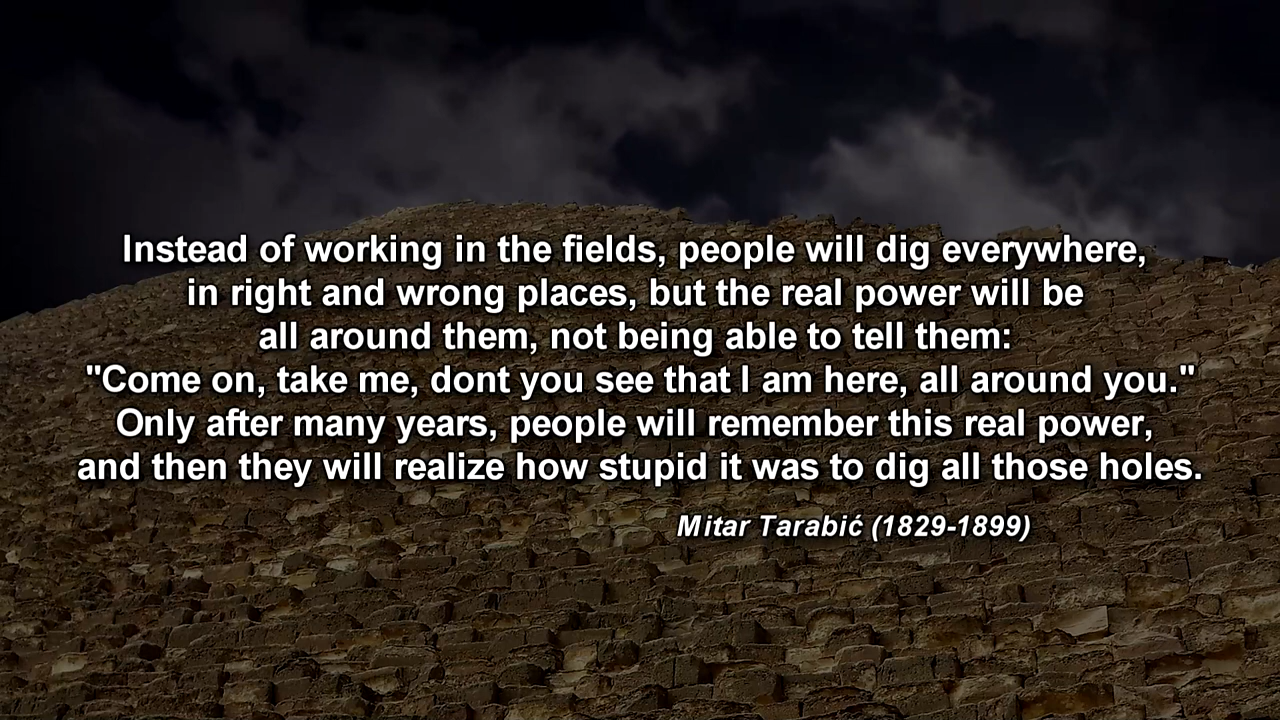 Instead of working in the fields, people will dig everywhere,
in right and wrong places, but the real power will be
all around them, not being able to tell them:
"Come on, take me, dont you see that I am here, all around you."
Only after many years, people will remember this real power,
and then they will realize how stupid it was to dig all those holes.
Mitar Tarabić (1829-1899)